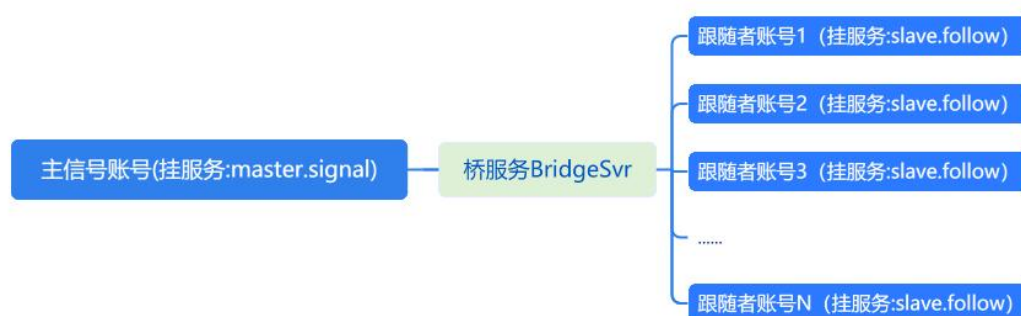 跟随者账号1（挂服务:slave.follow）
跟随者账号2（挂服务:slave.follow）
主信号账号(挂服务:master.signal)
桥服务BridgeSvr
跟随者账号3（挂服务:slave.follow）
......
跟随者账号N（挂服务:slave.follow）